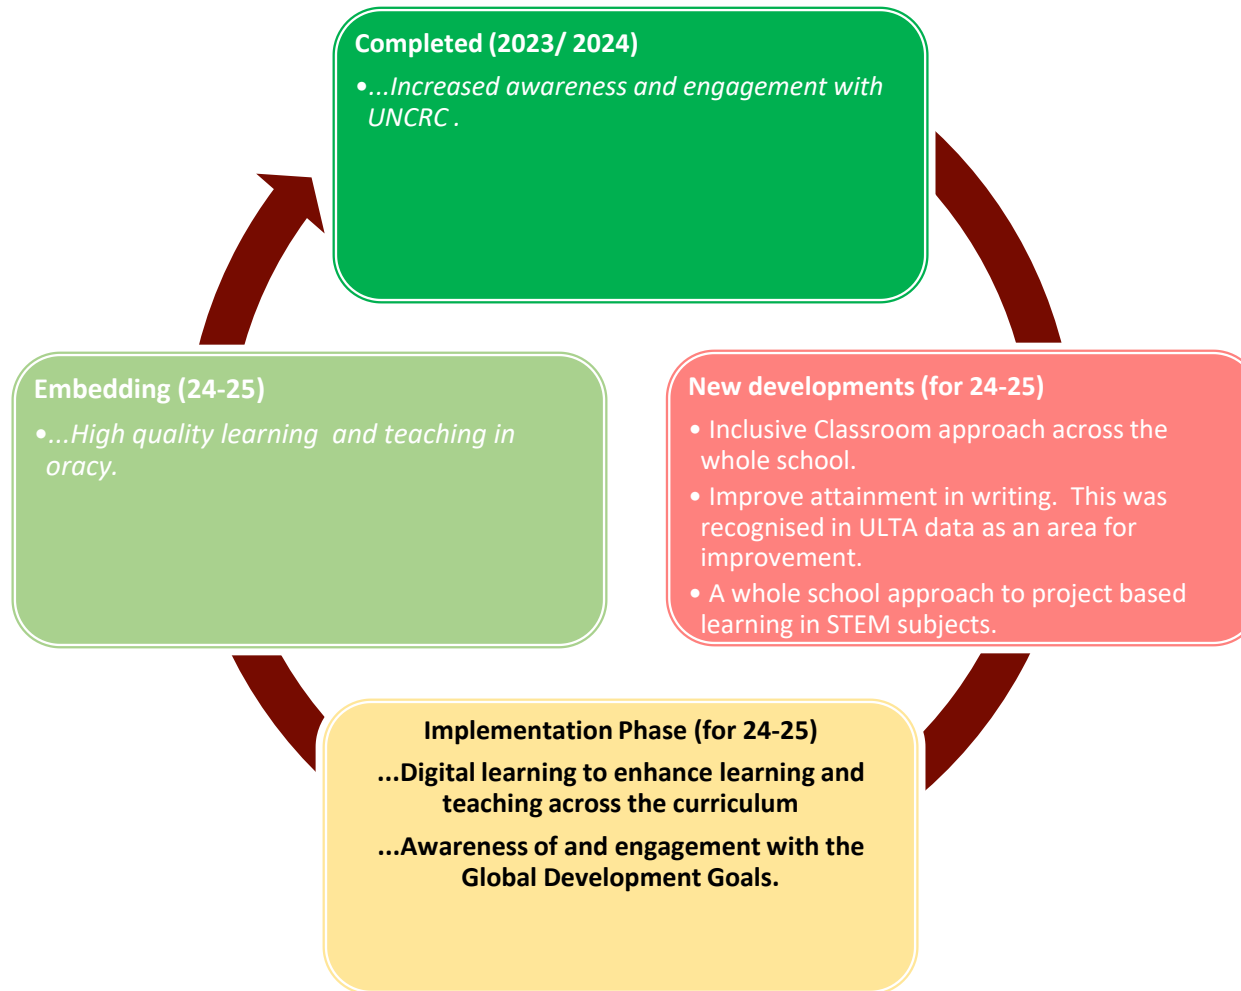 Completed (2023/ 2024)
•...Increased awareness and engagement with
UNCRC .
New developments (for 24-25)
• Inclusive Classroom approach across the
whole school.
• Improve attainment in writing.  This was
recognised in ULTA data as an area for
improvement.
• A whole school approach to project based
learning in STEM subjects.
Implementation Phase (for 24-25)
...Digital learning to enhance learning and
teaching across the curriculum
...Awareness of and engagement with the
Global Development Goals.
Embedding (24-25)
•...High quality learning  and teaching in
oracy.